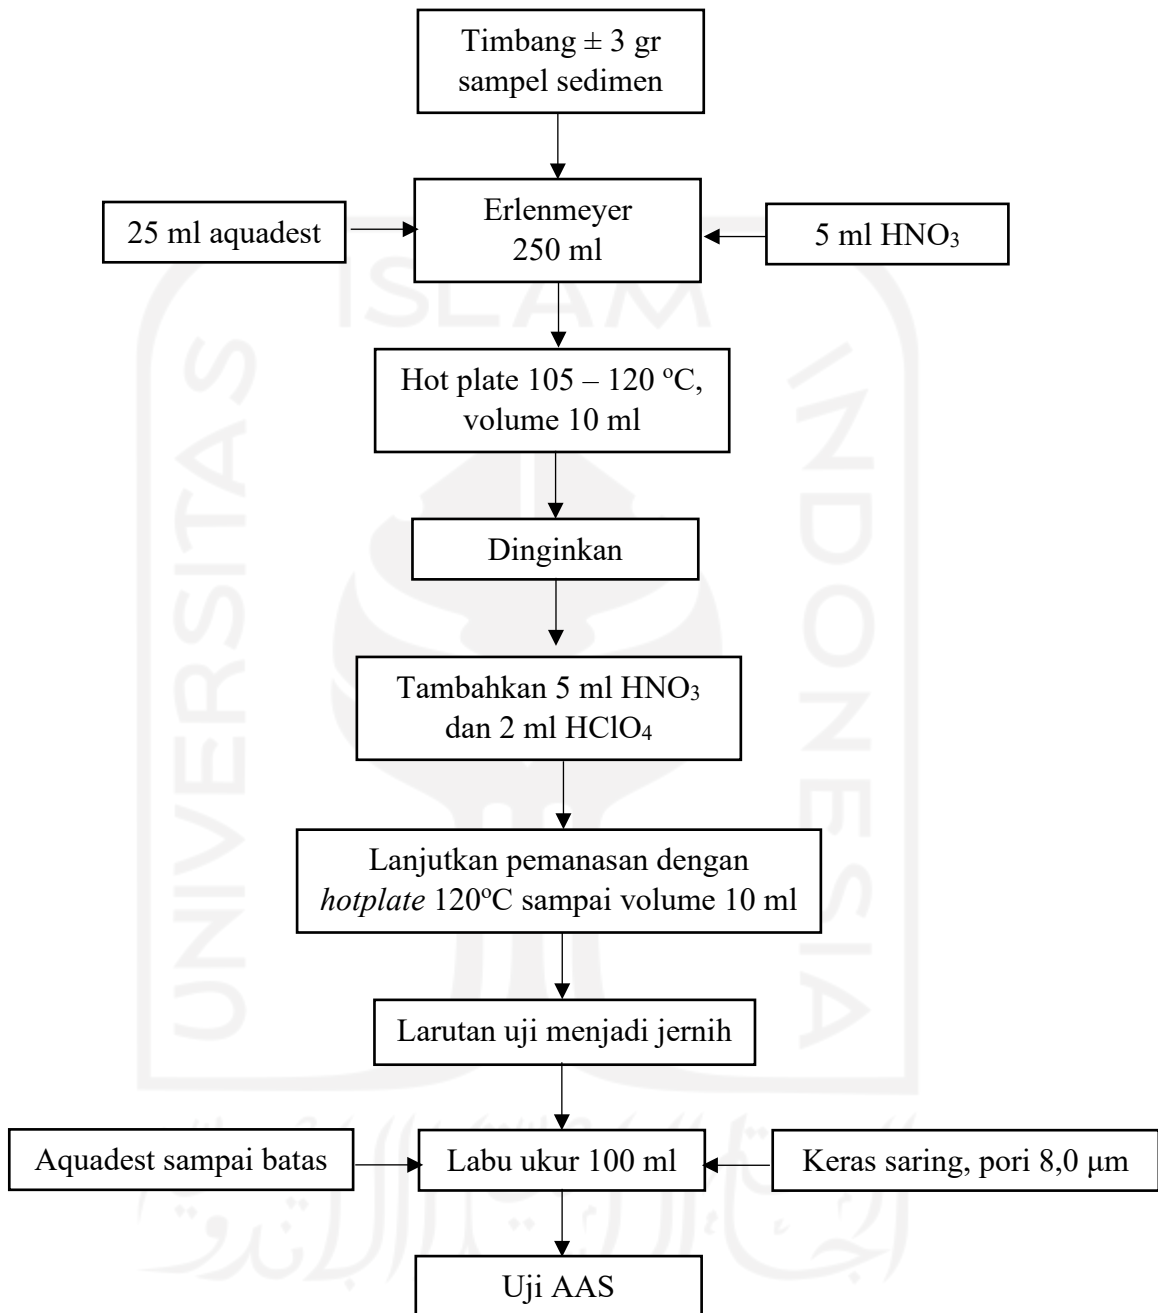 Timbang ± 3 gr
sampel sedimen
25 ml aquadest
Erlenmeyer
250 ml
5 ml HNO₃
ISLAM
UNIVERSITAS
INDONESIA
Hot plate 105 – 120 ºC,
volume 10 ml
Dinginkan
Tambahkan 5 ml HNO₃
dan 2 ml HClO₄
Lanjutkan pemanasan dengan
hotplate 120ºC sampai volume 10 ml
Larutan uji menjadi jernih
Aquadest sampai batas
Labu ukur 100 ml
Keras saring, pori 8,0 µm
Uji AAS